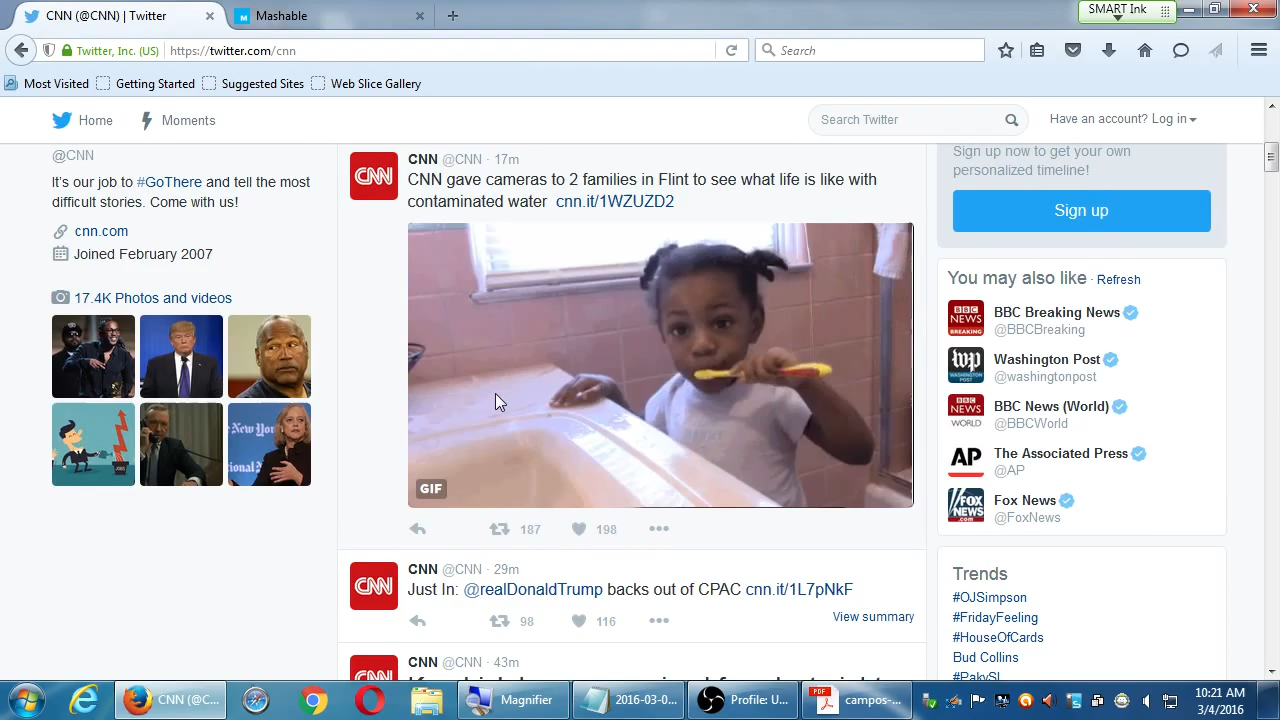 CNN (@CNN) | Twitter
Mashable
SMART Ink
Twitter, Inc. (US)
https://twitter.com/cnn
Search
Most Visited
Getting Started
Suggested Sites
Web Slice Gallery
Home
Moments
Search Twitter
Have an account? Log in
@CNN
It's our job to #GoThere and tell the most
difficult stories. Come with us!
cnn.com
Joined February 2007
17.4K Photos and videos
CNN @CNN · 17m
CNN gave cameras to 2 families in Flint to see what life is like with
contaminated water cnn.it/1WZUZD2
GIF
187
198
CNN @CNN · 29m
Just In: @realDonaldTrump backs out of CPAC cnn.it/1L7pNkF
98
116
View summary
CNN @CNN · 43m
Sign up now to get your own
personalized timeline!
Sign up
You may also like · Refresh
BBC Breaking News
@BBCBreaking
Washington Post
@washingtonpost
BBC News (World)
@BBCWorld
The Associated Press
@AP
Fox News
@FoxNews
Trends
#OJSimpson
#FridayFeeling
#HouseOfCards
Bud Collins
CNN (@C...
Magnifier
2016-03-0...
Profile: U...
campos-...
10:21 AM
3/4/2016